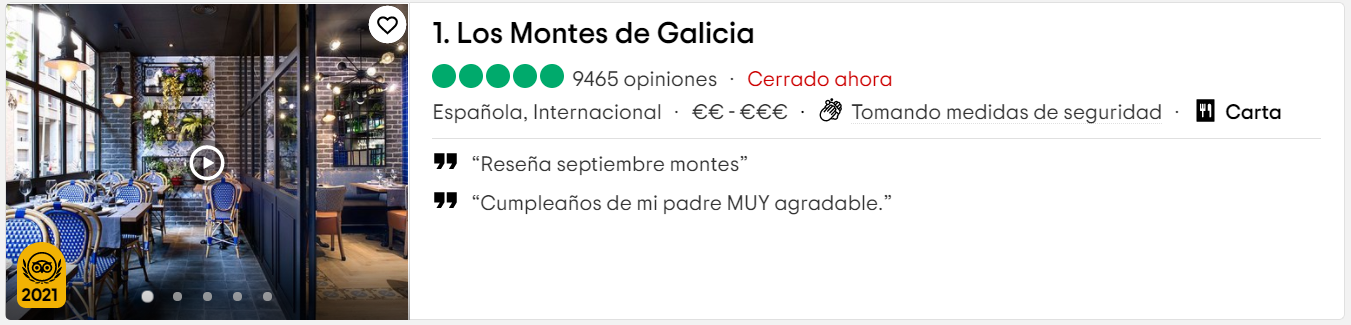 1. Los Montes de Galicia
9465 opiniones · Cerrado ahora
Española, Internacional · €€ - €€€ · Tomando medidas de seguridad · Carta
“Reseña septiembre montes”
“Cumpleaños de mi padre MUY agradable.”
2021